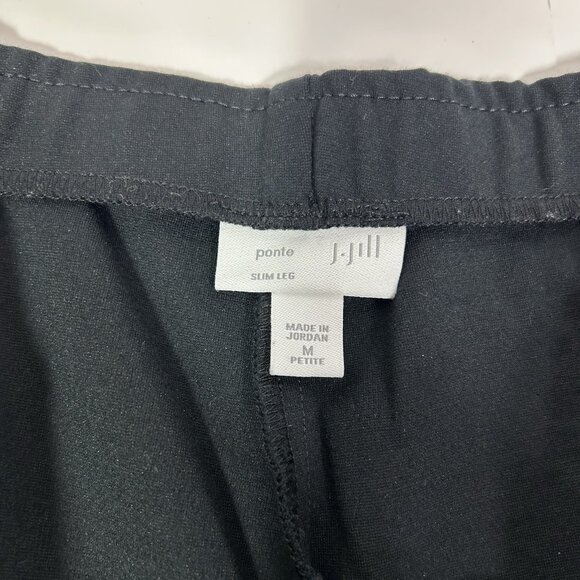 ponte j.jill
SLIM LEG
MADE IN
JORDAN
M
PETITE